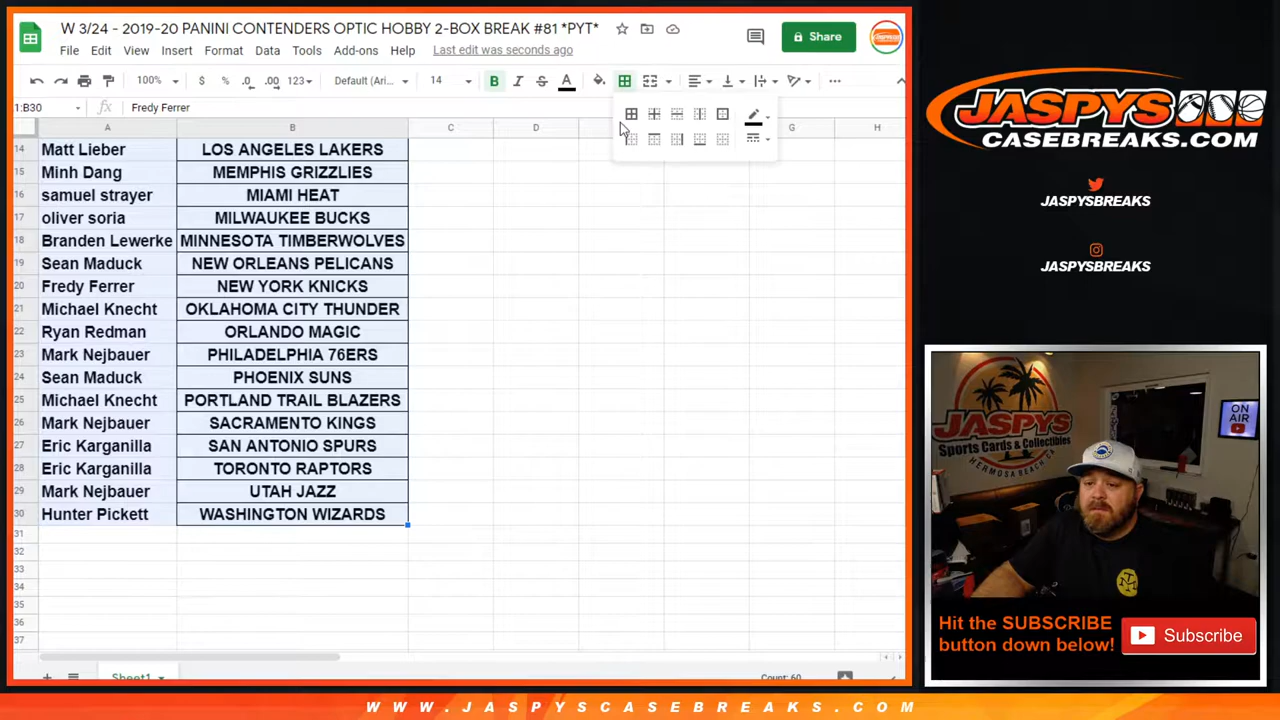 W 3/24 - 2019-20 PANINI CONTENDERS OPTIC HOBBY 2-BOX BREAK #81 *PYT*
File Edit View Insert Format Data Tools Add-ons Help Last edit was seconds ago
Share
100% $ % .0 .00 123 Default (Ari... 14 B I S A
1:B30 fx Fredy Ferrer
A B C D G H
14 Matt Lieber LOS ANGELES LAKERS
15 Minh Dang MEMPHIS GRIZZLIES
16 samuel strayer MIAMI HEAT
17 oliver soria MILWAUKEE BUCKS
18 Branden Lewerke MINNESOTA TIMBERWOLVES
19 Sean Maduck NEW ORLEANS PELICANS
20 Fredy Ferrer NEW YORK KNICKS
21 Michael Knecht OKLAHOMA CITY THUNDER
22 Ryan Redman ORLANDO MAGIC
23 Mark Nejbauer PHILADELPHIA 76ERS
24 Sean Maduck PHOENIX SUNS
25 Michael Knecht PORTLAND TRAIL BLAZERS
26 Mark Nejbauer SACRAMENTO KINGS
27 Eric Karganilla SAN ANTONIO SPURS
28 Eric Karganilla TORONTO RAPTORS
29 Mark Nejbauer UTAH JAZZ
30 Hunter Pickett WASHINGTON WIZARDS
31
32
33
34
35
36
37
Sheet1 Count: 60
JASPYS
CASEBREAKS.COM
JASPYSBREAKS
JASPYSBREAKS
JASPYS
Sports Cards & Collectibles
HERMOSA BEACH CA
ON
AIR
Hit the SUBSCRIBE
button down below!
Subscribe
WWW.JASPYSCASEBREAKS.COM